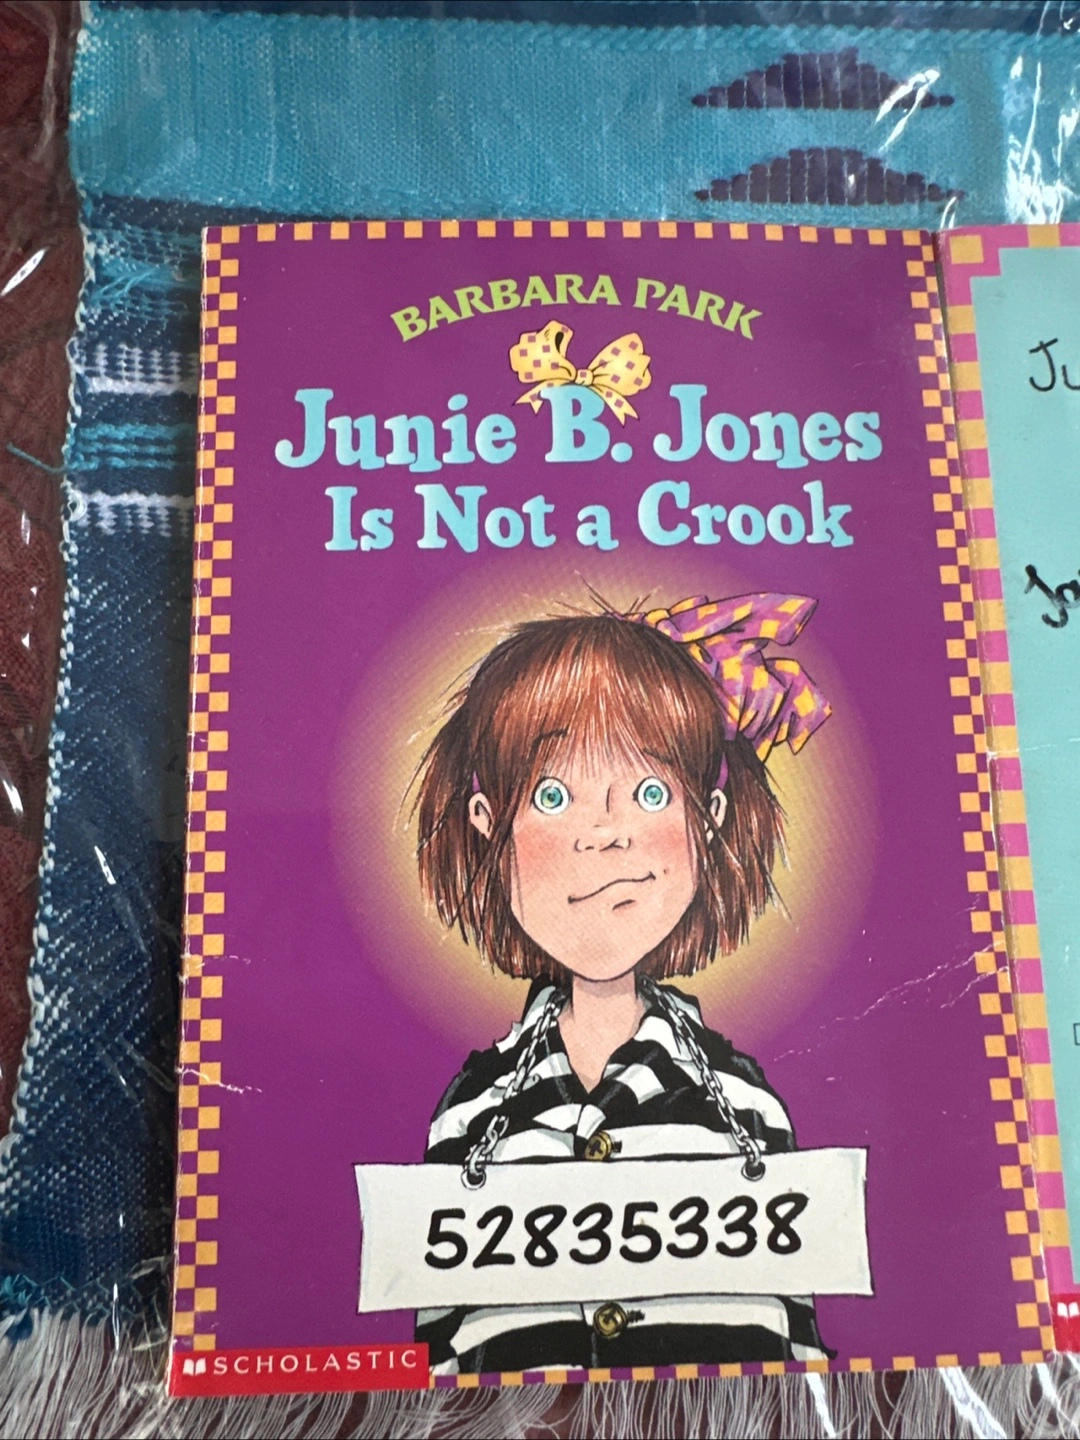 BARBARA PARK
Junie B. Jones
Is Not a Crook
52835338
SCHOLASTIC